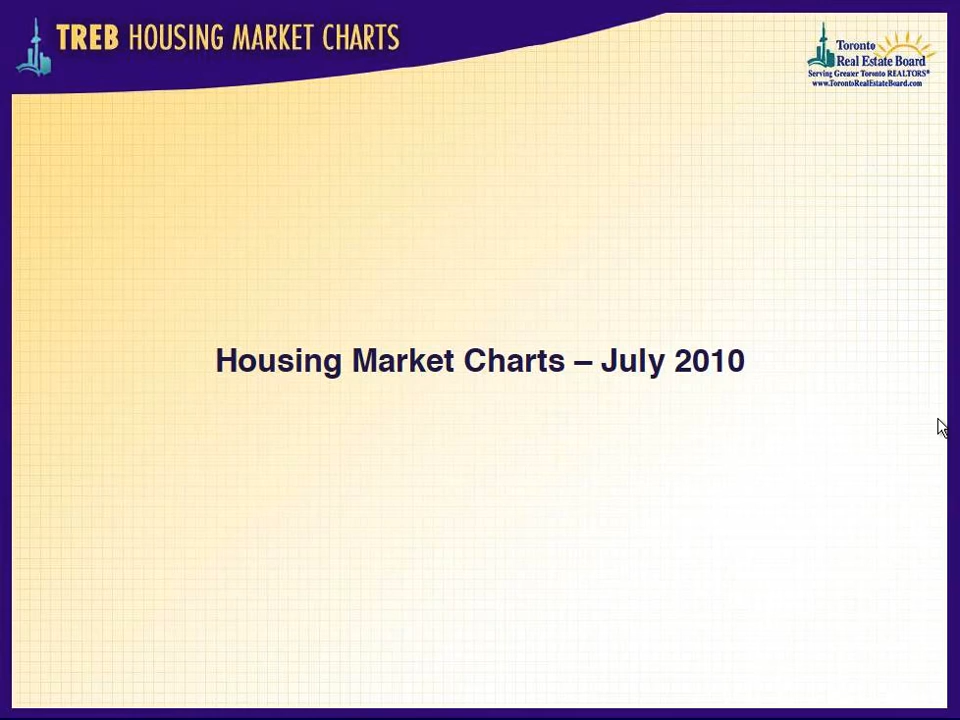 TREB HOUSING MARKET CHARTS
Toronto
Real Estate Board
Serving Greater Toronto REALTORS®
www.TorontoRealEstateBoard.com
Housing Market Charts – July 2010